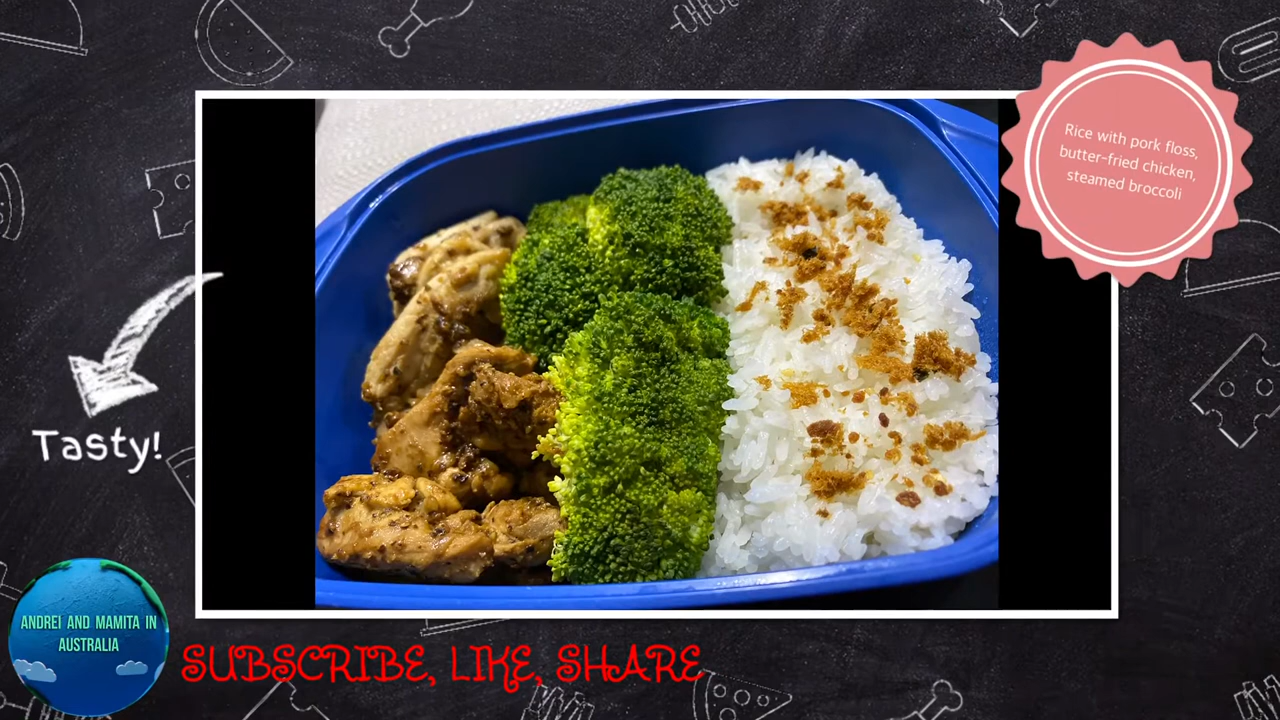 Rice with pork floss,
butter-fried chicken,
steamed broccoli
Tasty!
ANDREI AND MAMITA IN
AUSTRALIA
SUBSCRIBE, LIKE, SHARE